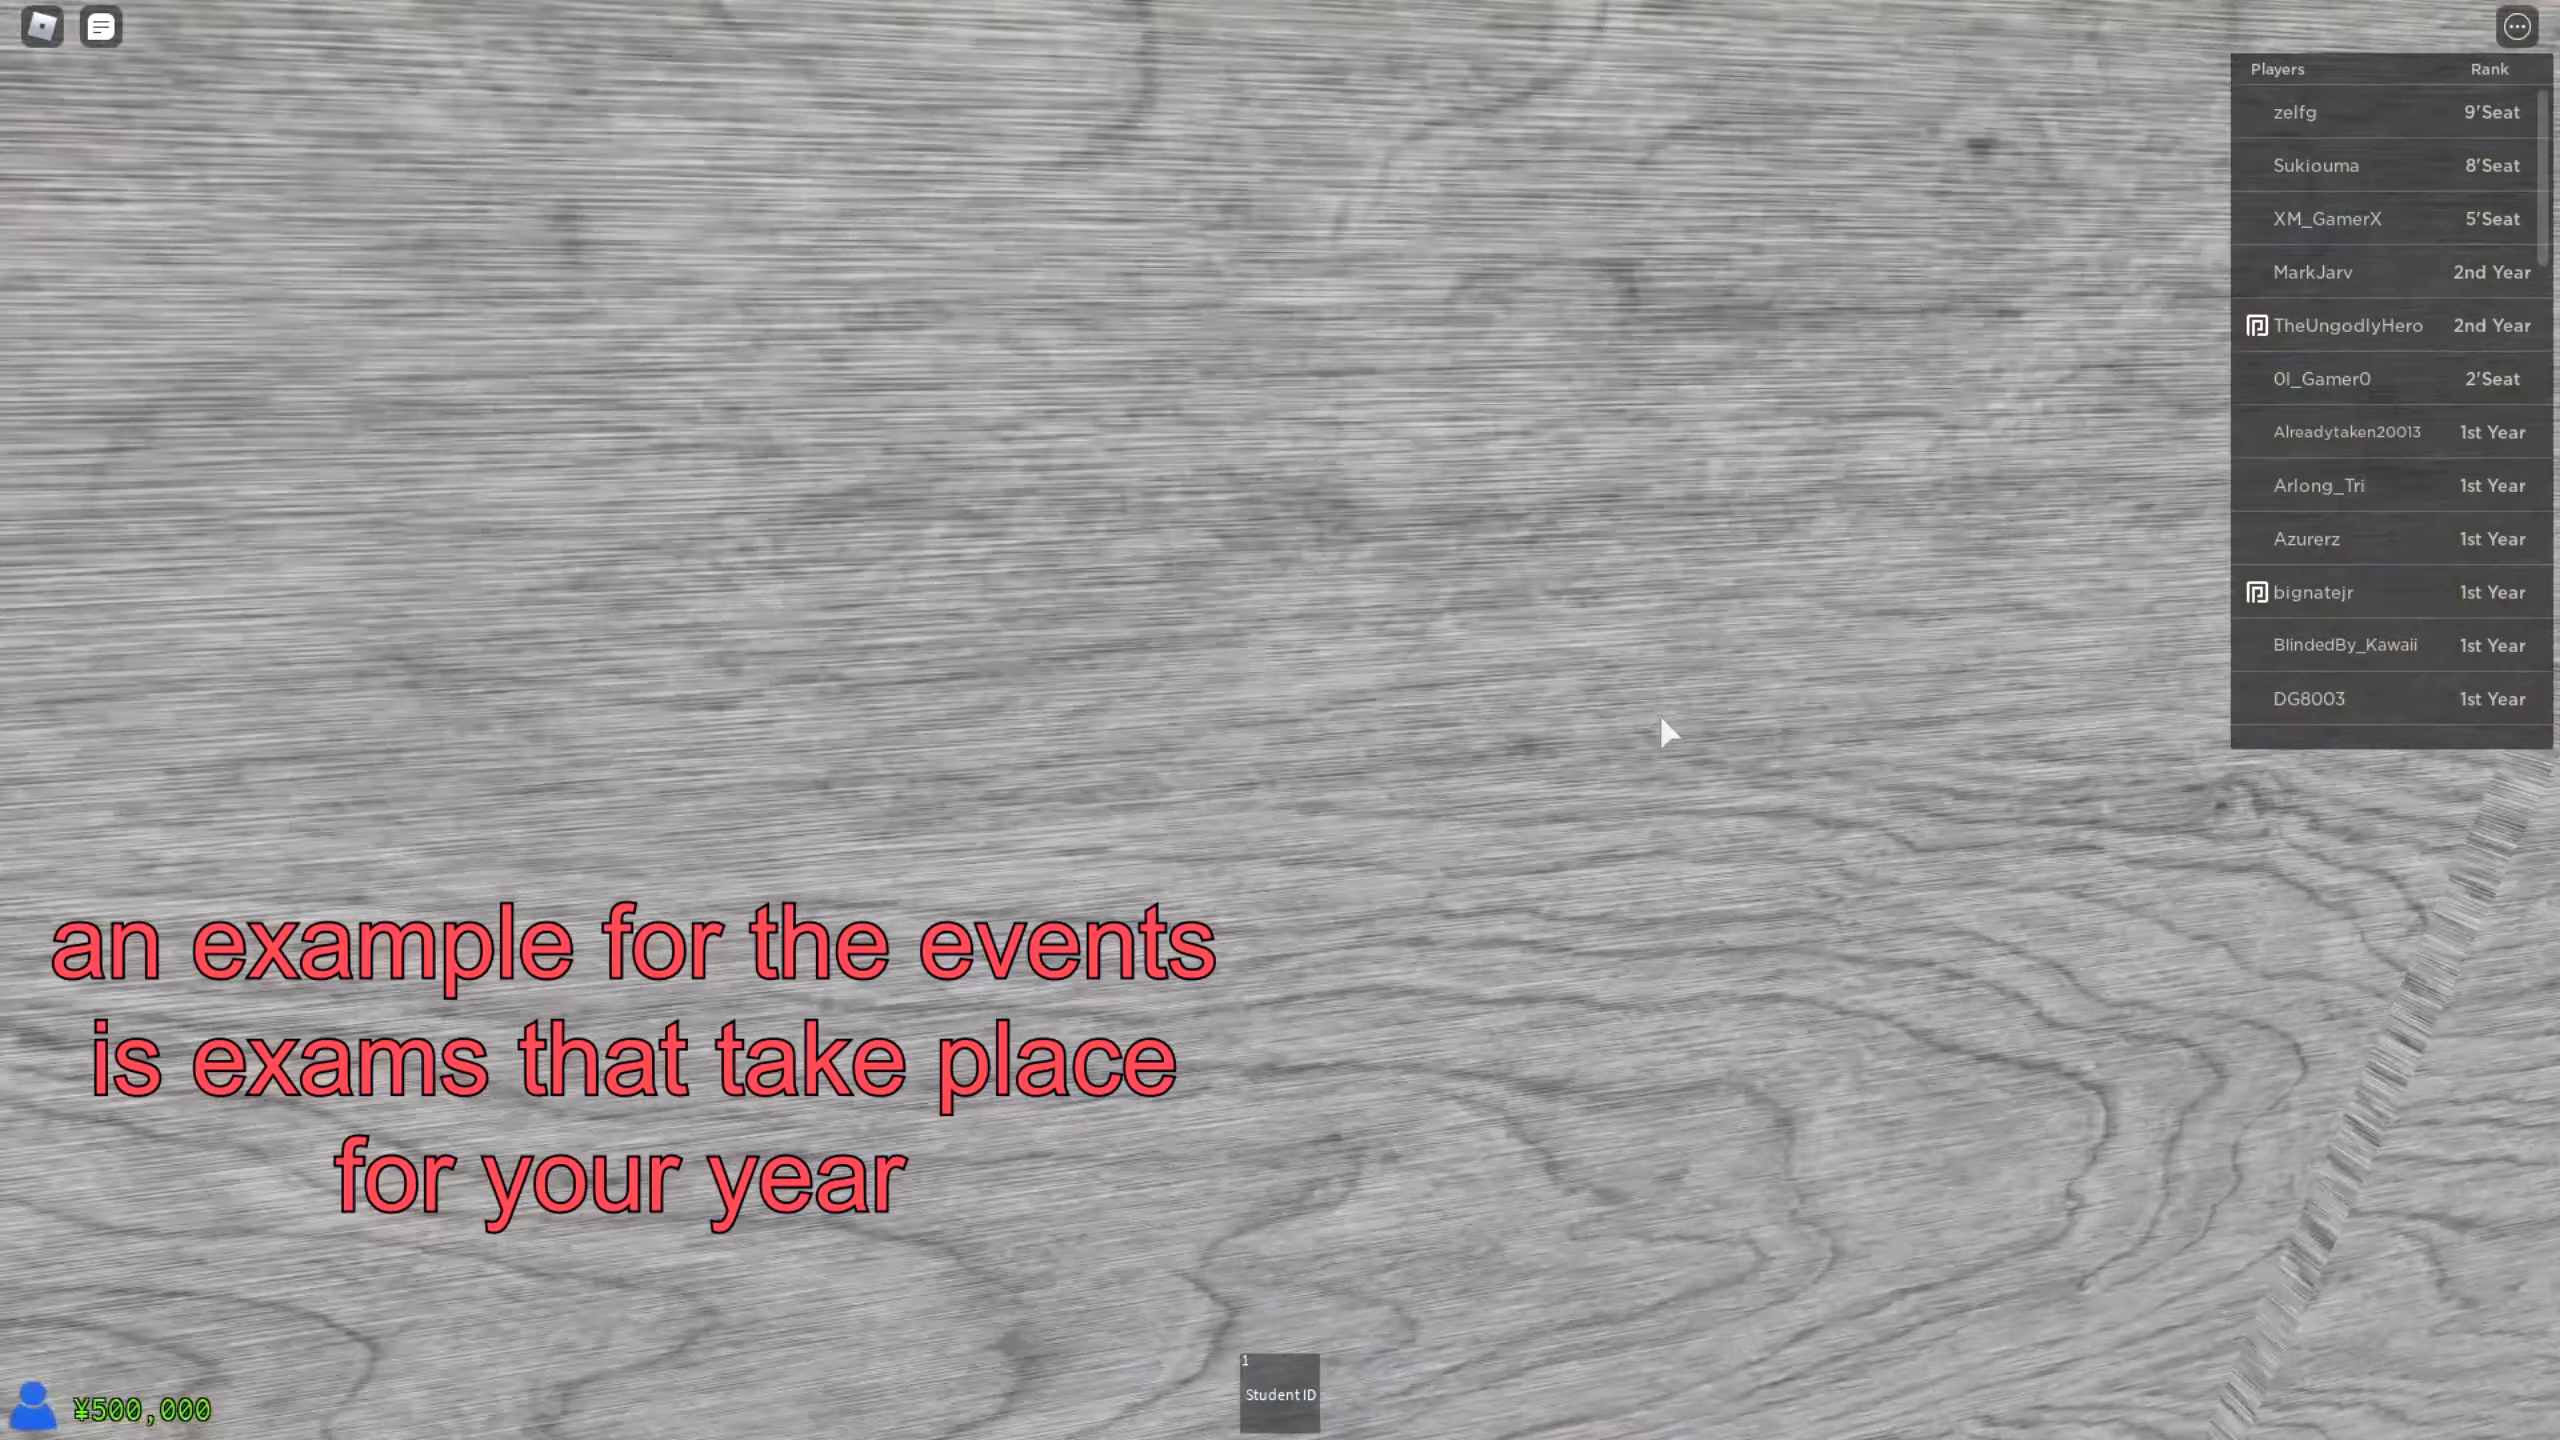 Players Rank
zelfg 9'Seat
Sukiouma 8'Seat
XM_GamerX 5'Seat
MarkJarv 2nd Year
TheUngodlyHero 2nd Year
0I_Gamer0 2'Seat
Alreadytaken20013 1st Year
Arlong_Tri 1st Year
Azurerz 1st Year
bignatejr 1st Year
BlindedBy_Kawaii 1st Year
DG8003 1st Year
an example for the events
is exams that take place
for your year
1
Student ID
¥500,000